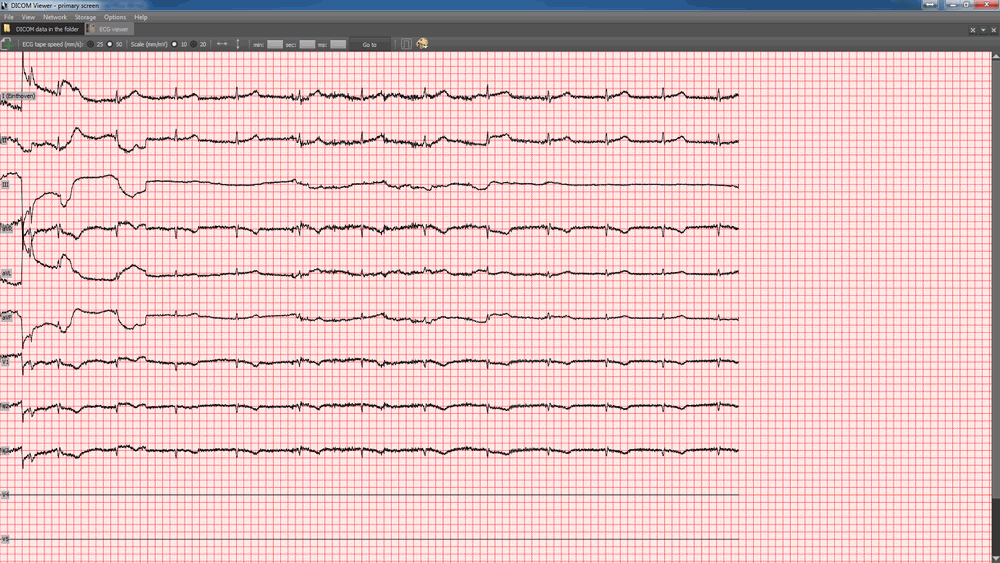 DICOM Viewer - primary screen
File View Network Storage Options Help
DICOM data in the folder ECG viewer
ECG tape speed (mm/s): 25 50 Scale (mm/mV) 10 20 min: sec: ms: Go to
I (Einthoven)
II
III
aVR
aVL
aVF
V1
V2
V4
V5